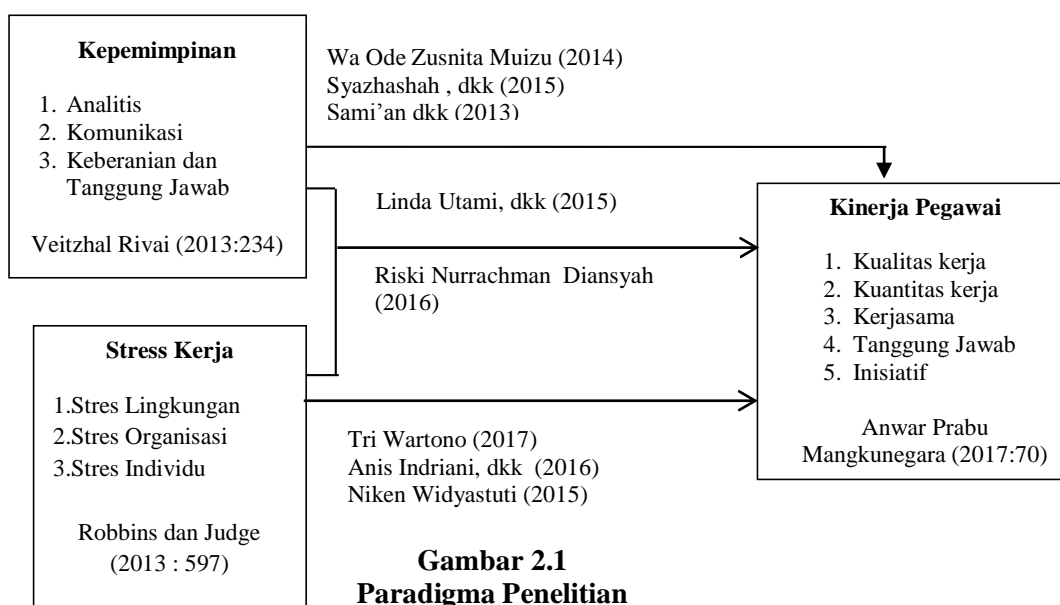 Kepemimpinan
1. Analitis
2. Komunikasi
3. Keberanian dan
Tanggung Jawab
Veitzhal Rivai (2013:234)
Wa Ode Zusnita Muizu (2014)
Syazhashah , dkk (2015)
Sami’an dkk (2013)
Linda Utami, dkk (2015)
Riski Nurrachman Diansyah
(2016)
Stress Kerja
1.Stres Lingkungan
2.Stres Organisasi
3.Stres Individu
Robbins dan Judge
(2013 : 597)
Tri Wartono (2017)
Anis Indriani, dkk (2016)
Niken Widyastuti (2015)
Kinerja Pegawai
1. Kualitas kerja
2. Kuantitas kerja
3. Kerjasama
4. Tanggung Jawab
5. Inisiatif
Anwar Prabu
Mangkunegara (2017:70)
Gambar 2.1
Paradigma Penelitian